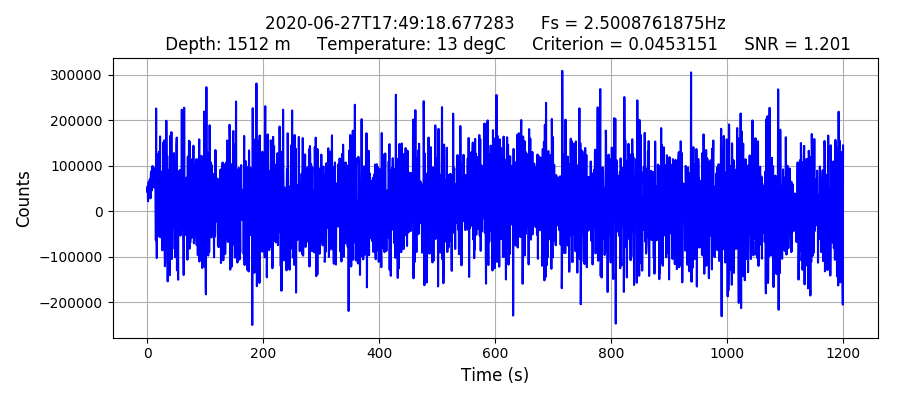 2020-06-27T17:49:18.677283     Fs = 2.5008761875Hz
Depth: 1512 m     Temperature: 13 degC     Criterion = 0.0453151     SNR = 1.201
300000
200000
100000
0
−100000
−200000
Counts
0 200 400 600 800 1000 1200
Time (s)